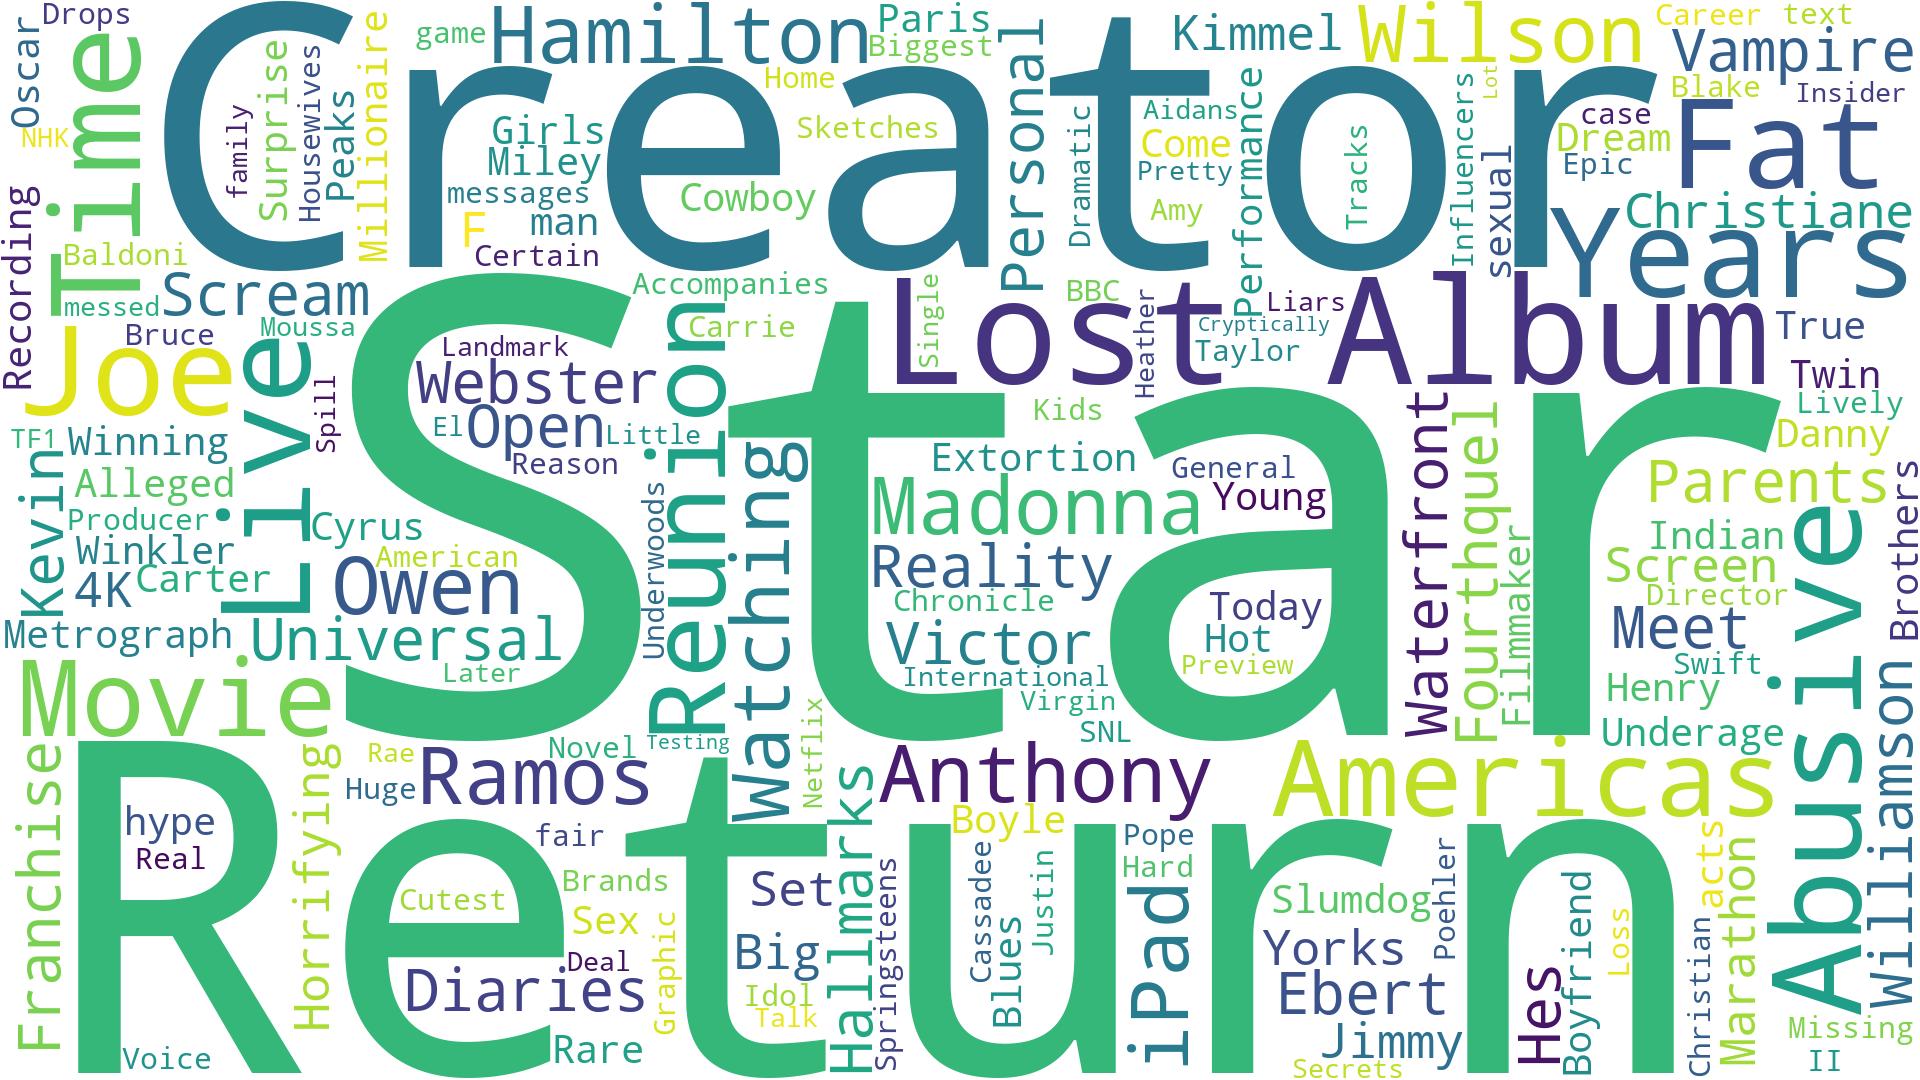 Drops
Oscar
NHK
Time
Creator
game
Hamilton
Paris
Biggest
Personal
Kimmel
Wilson
Career
text
Vampire
Blake
Insider
Lot
family
Surprise
Housewives
Peaks
Millionaire
Girls
Miley
messages
F
man
Certain
Home
Sketches
Cowboy
Dramatic
Aidans
Come
Pretty
Amy
Performance
Tracks
Influencers
sexual
case
Dream
Epic
Fat
Christiane
Years
Recording
Baldoni
messed
Scream
Bruce
Moussa
Joe
Live
Spill
Star
Landmark
Webster
El
Open
Little
Reason
Accompanies
Carrie
Reunion
Single
Lost
BBC
Heather
Liars
Cryptically
Taylor
Album
True
Twin
Lively
Danny
TF1
Winning
Kevin
Alleged
Producer
Winkler
4K
Carter
Cyrus
American
Owen
Metrograph
Universal
Later
Underwoods
Watching
Kids
Extortion
Madonna
General
Young
Reality
Chronicle
Today
Victor
Hot
Preview
International
Virgin
SNL
Waterfront
Fourthquel
Filmmaker
Parents
Indian
Screen
Director
Meet
Swift
Henry
Underage
Abusive
Brothers
Williamson
Movie
Franchise
Horrifying
Rae
Huge
Novel
Testing
Ramos
Netflix
Return
hype
Real
Voice
Cutest
fair
Brands
Sex
Graphic
Deal
Diaries
Rare
Set
Big
Idol
Talk
Hallmarks
Springsteens
Anthony
Boyle
Cassadee
Blues
Justin
Pope
Hard
iPad
Americas
Slumdog
Yorks
Poehler
Ebert
Jimmy
Secrets
Hes
Boyfriend
Loss
Christian
acts
Marathon
Missing
II